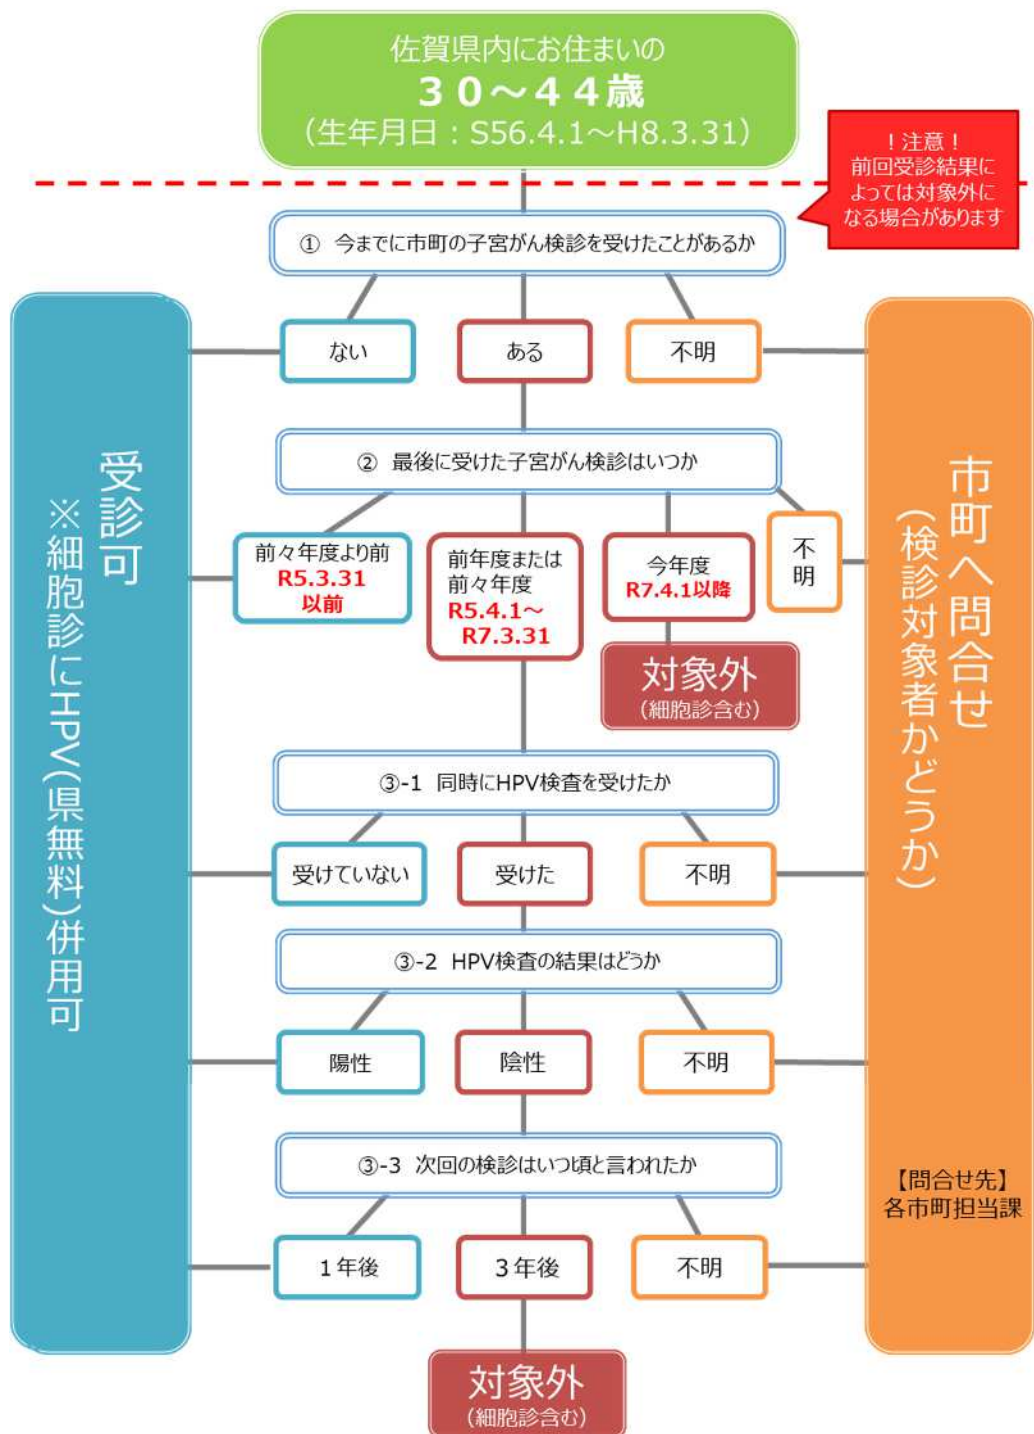 佐賀県内にお住まいの
３０～４４歳
（生年月日：S56.4.1～H8.3.31）
！注意！
前回受診結果に
よっては対象外に
なる場合があります
① 今までに市町の子宮がん検診を受けたことがあるか
ない
ある
不明
② 最後に受けた子宮がん検診はいつか
前々年度より前
R5.3.31
以前
前年度または
前々年度
R5.4.1～
R7.3.31
今年度
R7.4.1以降
不明
対象外
（細胞診含む）
③-1 同時にHPV検査を受けたか
受けていない
受けた
不明
③-2 HPV検査の結果はどうか
陽性
陰性
不明
③-3 次回の検診はいつ頃と言われたか
１年後
３年後
不明
対象外
（細胞診含む）
受診可
※細胞診にHPV(県無料)併用可
市町へ問合せ
（検診対象者かどうか）
【問合せ先】
各市町担当課